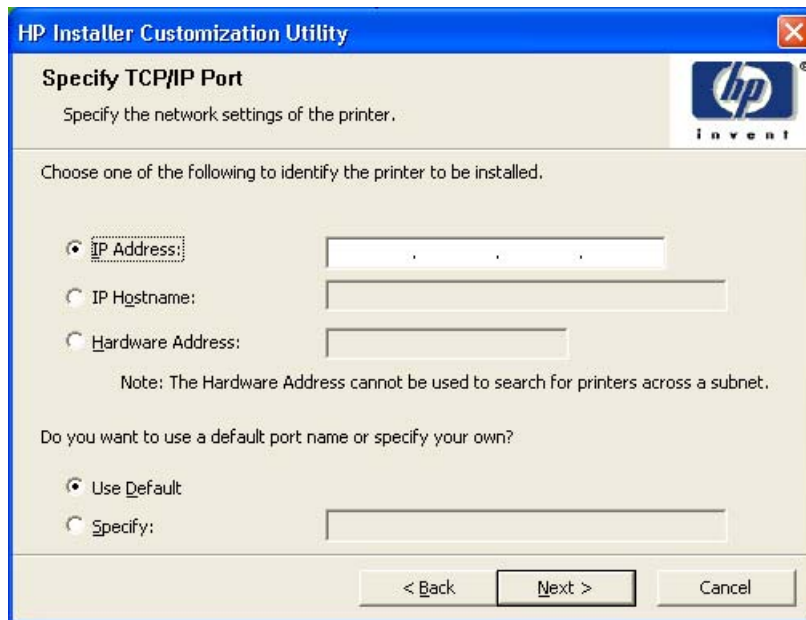 HP Installer Customization Utility
Specify TCP/IP Port
Specify the network settings of the printer.
hp
®
invent
Choose one of the following to identify the printer to be installed.
IP Address:
. . .
IP Hostname:
Hardware Address:
Note: The Hardware Address cannot be used to search for printers across a subnet.
Do you want to use a default port name or specify your own?
Use Default
Specify:
< Back Next > Cancel